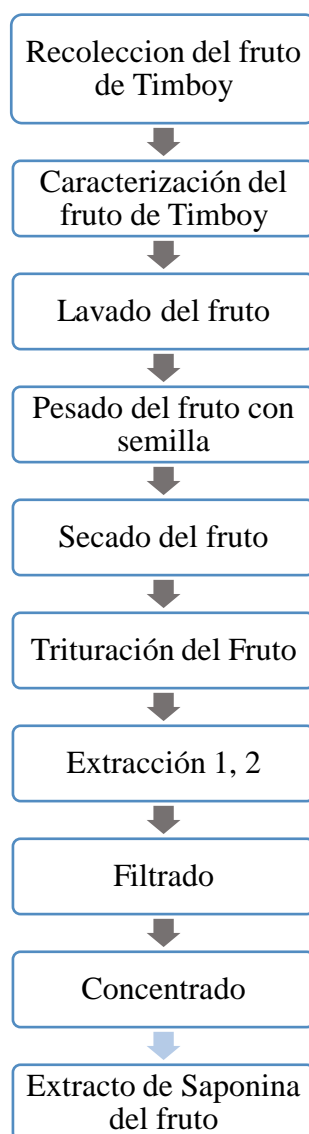 Recoleccion del fruto
de Timboy
Caracterización del
fruto de Timboy
Lavado del fruto
Pesado del fruto con
semilla
Secado del fruto
Trituración del Fruto
Extracción 1, 2
Filtrado
Concentrado
Extracto de Saponina
del fruto